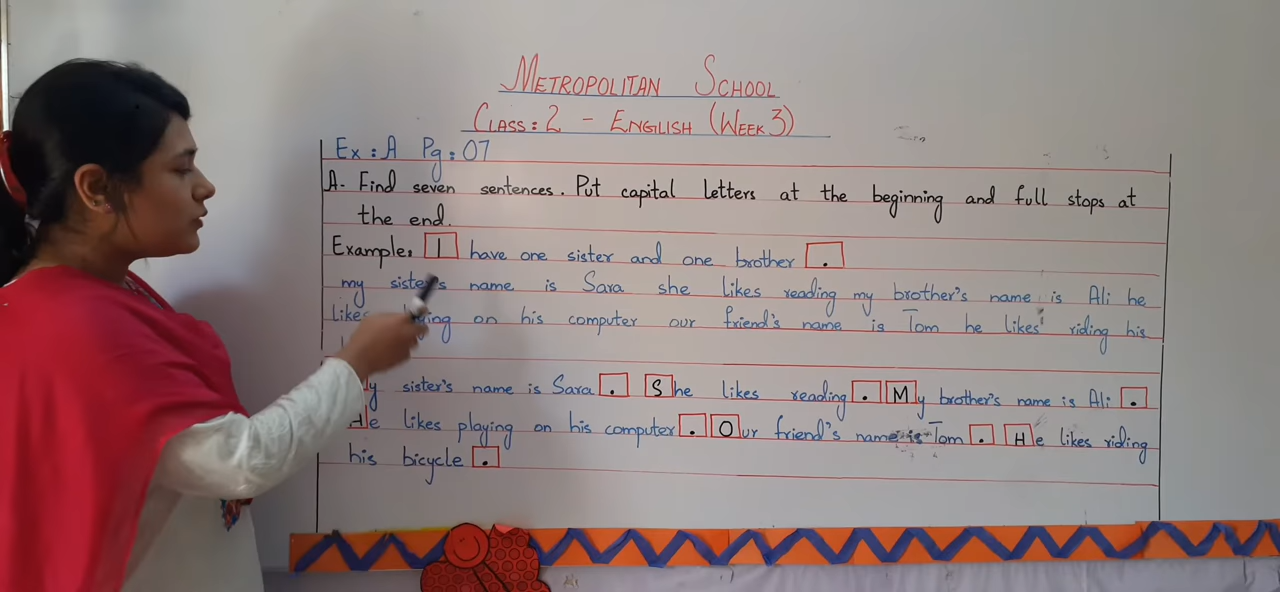 METROPOLITAN SCHOOL
CLASS: 2 - ENGLISH (WEEK 3)
Ex: A Pg: 07
A- Find seven sentences. Put capital letters at the beginning and full stops at
the end.
Example: I have one sister and one brother .
my sister's name is Sara she likes reading my brother's name is Ali he
likes playing on his computer our friend's name is Tom he likes riding his
y sister's name is Sara . She likes reading . My brother's name is Ali .
He likes playing on his computer . Our friend's name is Tom . He likes riding
his bicycle .